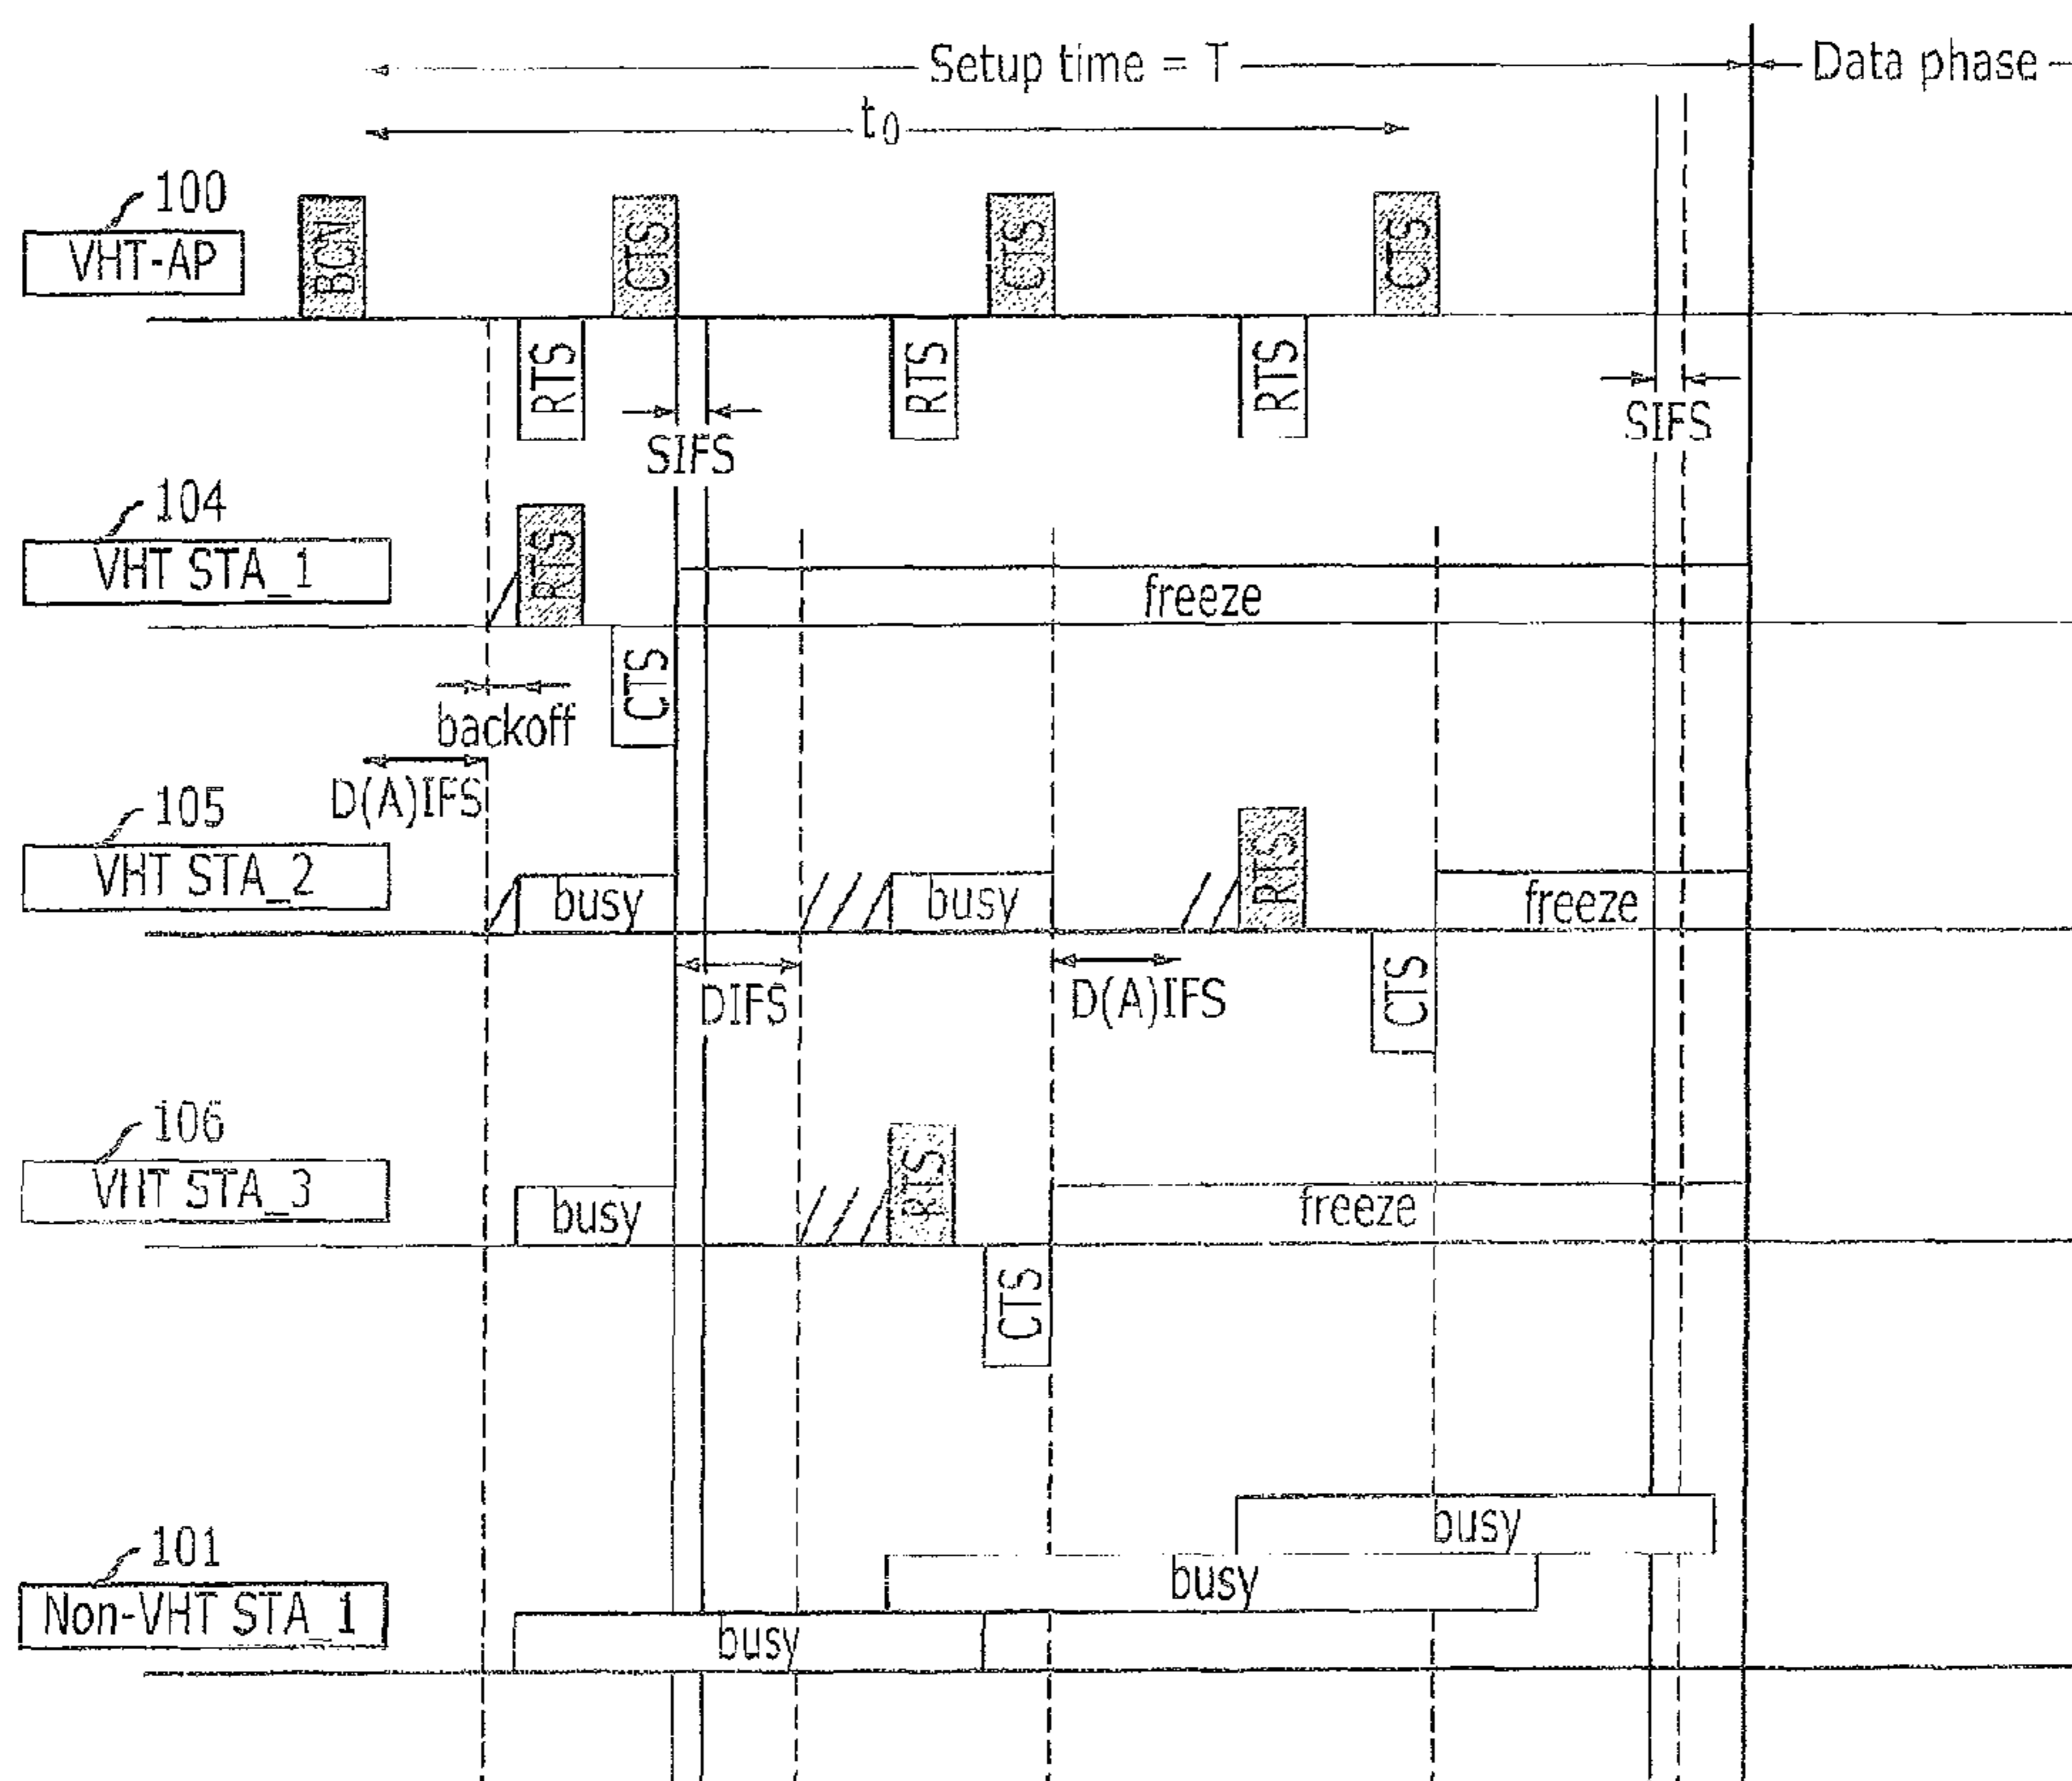 Setup time = T
Data phase
t0
100
VHT-AP
BCN
CTS
CTS
CTS
RTS
RTS
RTS
SIFS
SIFS
104
VHT STA_1
RTS
freeze
CTS
backoff
D(A)IFS
105
VHT STA_2
busy
busy
RTS
freeze
DIFS
D(A)IFS
CTS
106
VHT STA_3
busy
RTS
freeze
CTS
busy
101
busy
Non-VHT STA_1
busy